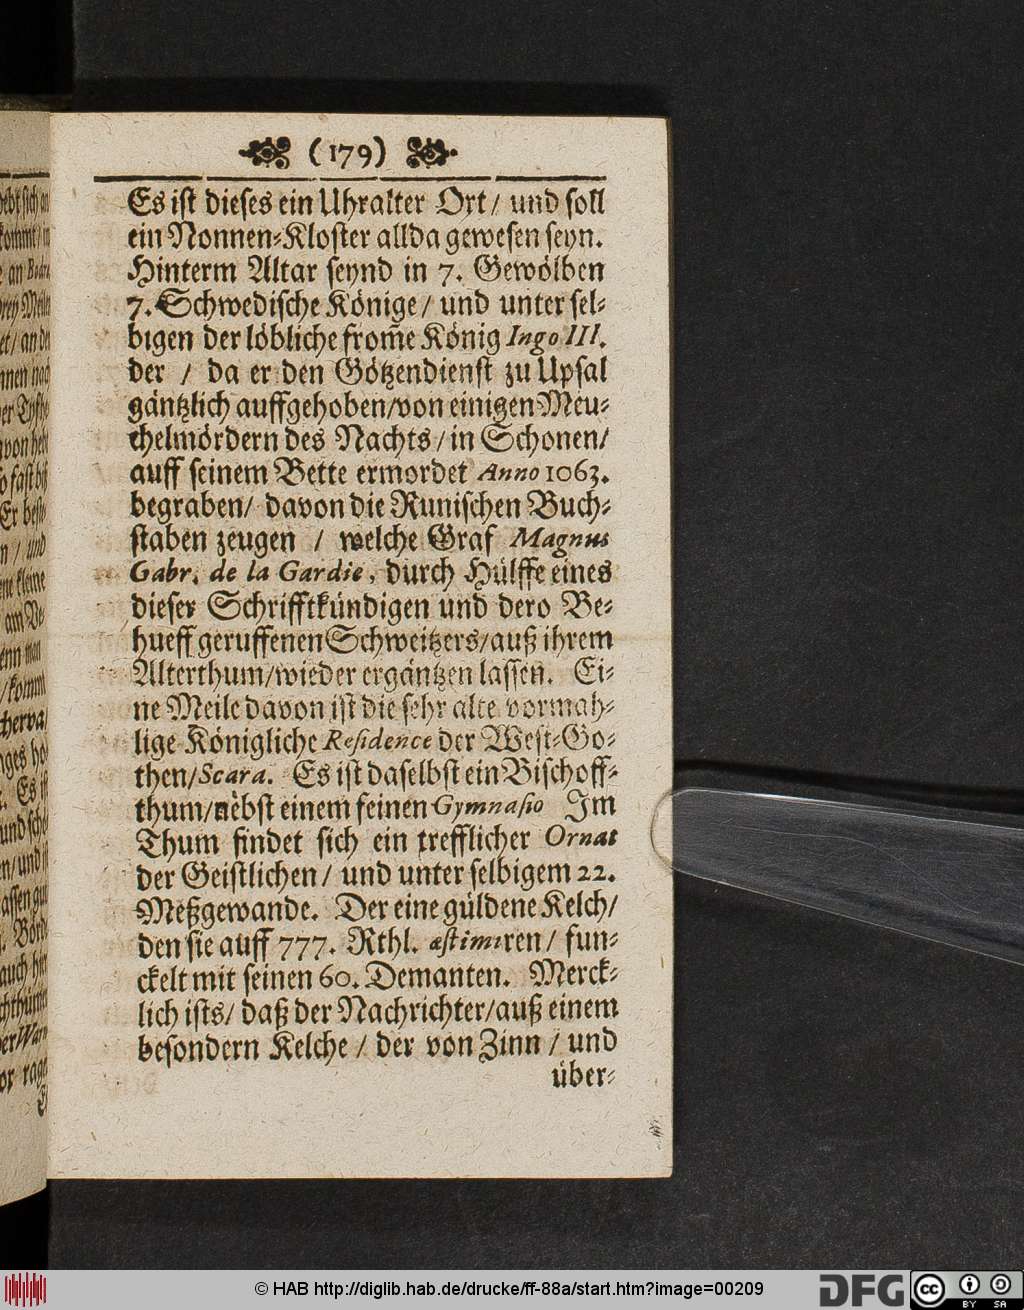 (179)
Es ist dieses ein Uhralter Ort / und soll
ein Nonnen-Kloster allda gewesen seyn.
Hinterm Altar seynd in 7. Gewölben
7. Schwedische Könige / und unter sel-
bigen der löbliche from̃e König Ingo III.
der / da er den Götzendienst zu Upsal
gäntzlich auffgehoben/von einigen Meu-
chelmördern des Nachts / in Schonen/
auff seinem Bette ermordet Anno 1063.
begraben/ davon die Runischen Buch-
staben zeugen / welche Graf Magnus
Gabr. de la Gardie, durch Hülffe eines
dieser Schrifftkündigen und dero Be-
hueff geruffenen Schweitzers/auß ihrem
Alterthum/wieder ergäntzen lassen. Ei-
ne Meile davon ist die sehr alte vormah-
lige Königliche Residence der West-Go-
then/Scara. Es ist daselbst ein Bischoff-
thum/nebst einem feinen Gymnasio Im
Thum findet sich ein trefflicher Ornat
der Geistlichen / und unter selbigem 22.
Meßgewande. Der eine güldene Kelch/
den sie auff 777. Rthl. æstimiren / fun-
ckelt mit seinen 60. Demanten. Merck-
lich ists/ daß der Nachrichter/auß einem
besondern Kelche / der von Zinn / und
über-
© HAB http://diglib.hab.de/drucke/ff-88a/start.htm?image=00209
DFG
cc BY SA